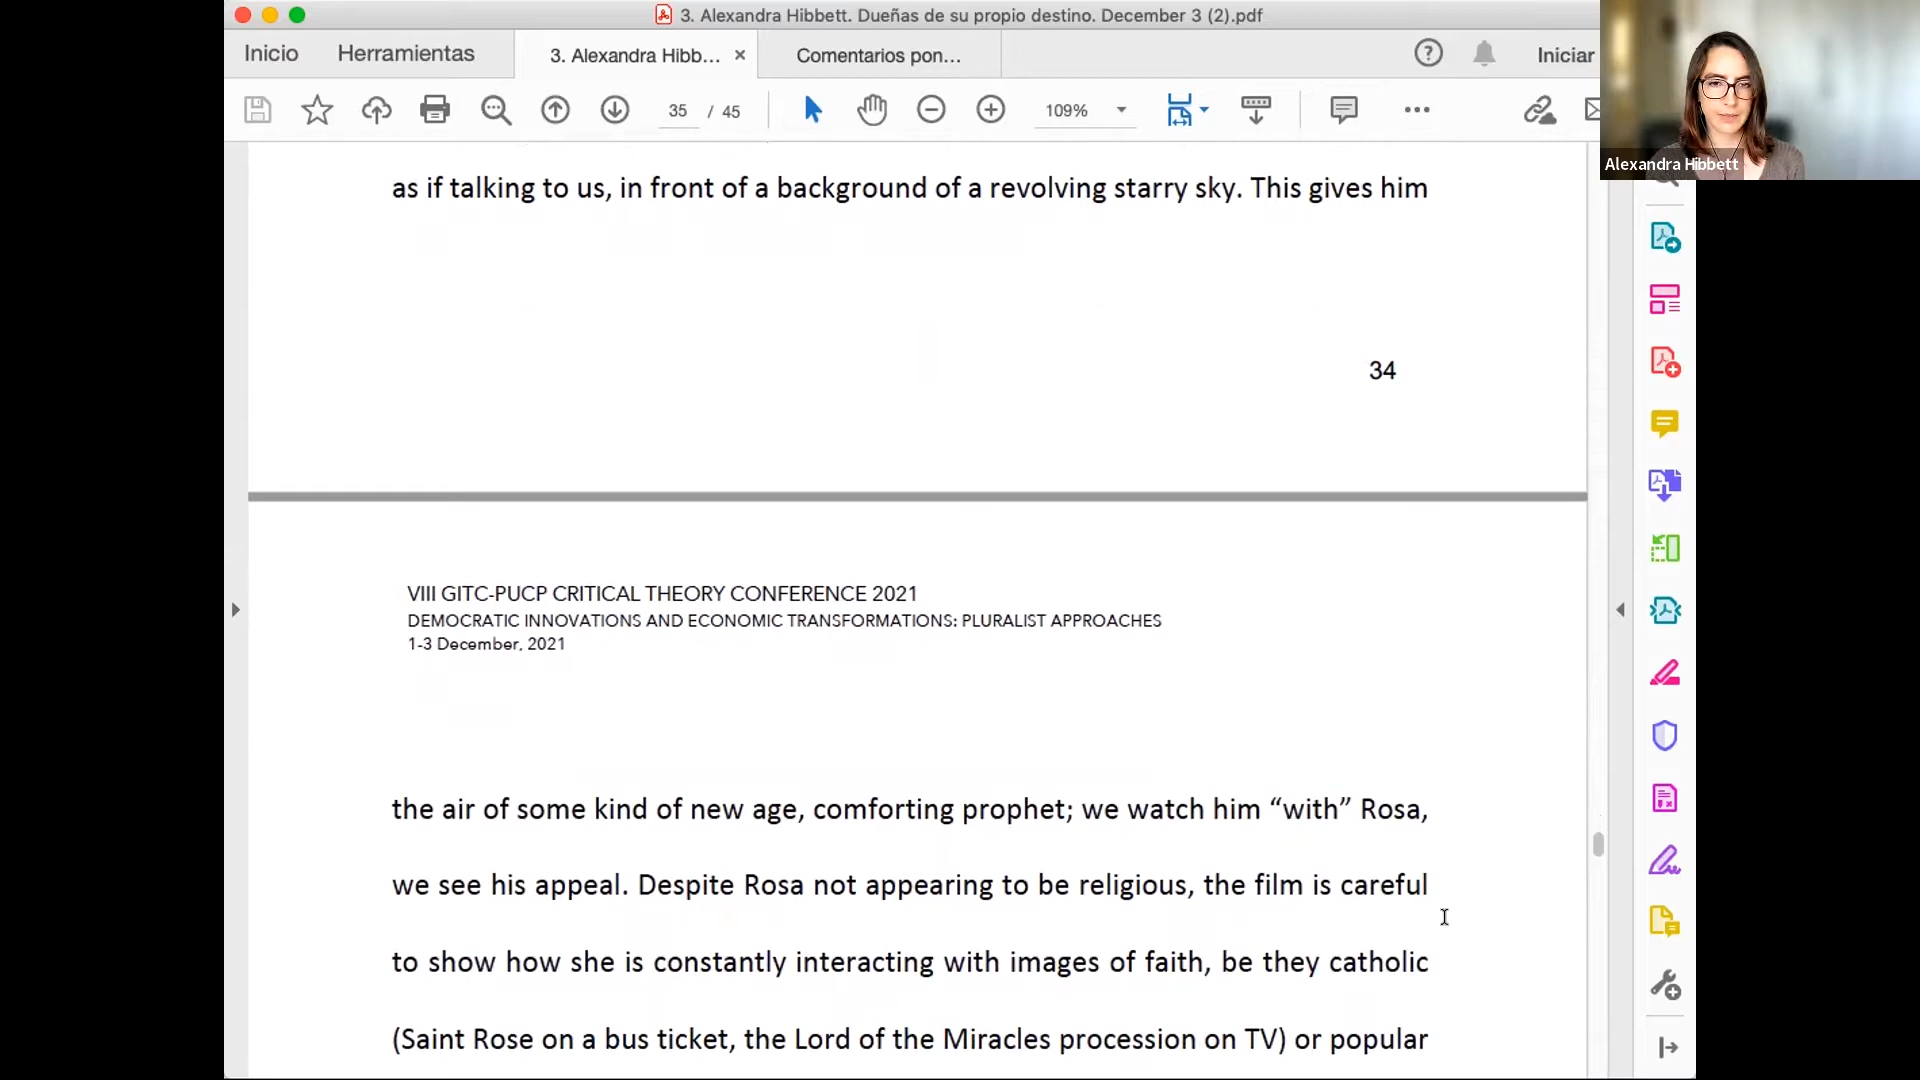 3. Alexandra Hibbett. Dueñas de su propio destino. December 3 (2).pdf
Inicio
Herramientas
3. Alexandra Hibb...
Comentarios pon...
Iniciar
35 / 45
109%
Alexandra Hibbett
as if talking to us, in front of a background of a revolving starry sky. This gives him
34
VIII GITC-PUCP CRITICAL THEORY CONFERENCE 2021
DEMOCRATIC INNOVATIONS AND ECONOMIC TRANSFORMATIONS: PLURALIST APPROACHES
1-3 December, 2021
the air of some kind of new age, comforting prophet; we watch him “with” Rosa,
we see his appeal. Despite Rosa not appearing to be religious, the film is careful
to show how she is constantly interacting with images of faith, be they catholic
(Saint Rose on a bus ticket, the Lord of the Miracles procession on TV) or popular